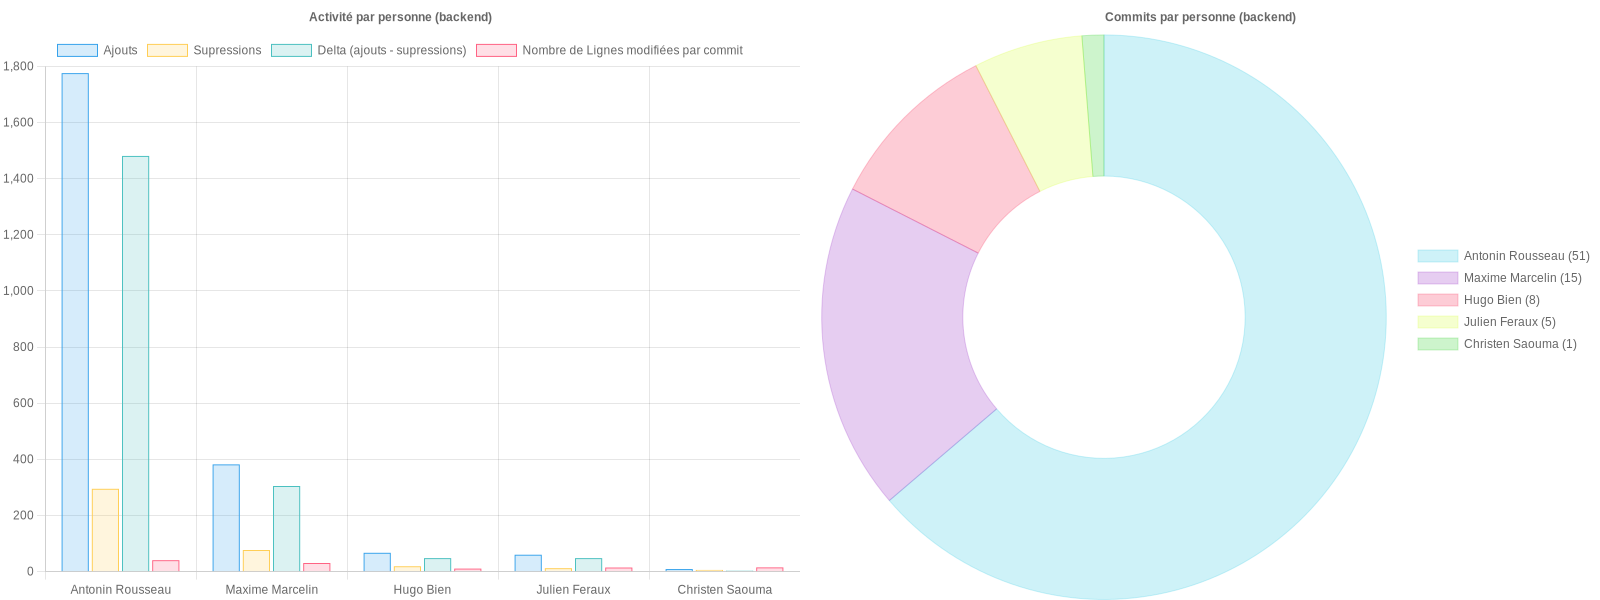 Activité par personne (backend)
Ajouts
Supressions
Delta (ajouts - supressions)
Nombre de Lignes modifiées par commit
1,800
1,600
1,400
1,200
1,000
800
600
400
200
0
Antonin Rousseau
Maxime Marcelin
Hugo Bien
Julien Feraux
Christen Saouma
Commits par personne (backend)
Antonin Rousseau (51)
Maxime Marcelin (15)
Hugo Bien (8)
Julien Feraux (5)
Christen Saouma (1)